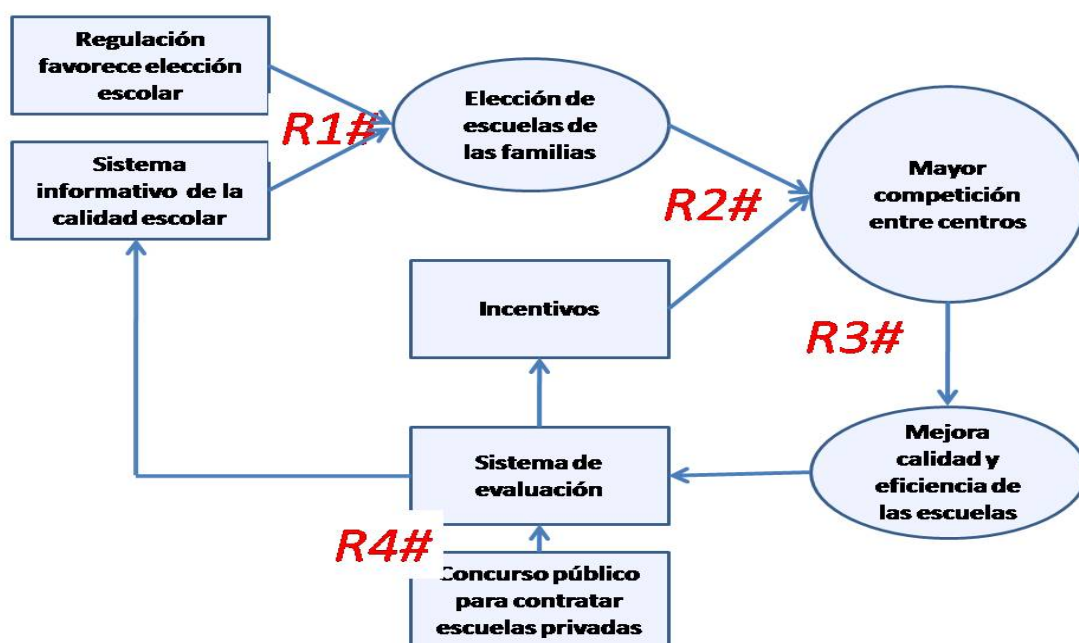 Regulación
favorece elección
escolar
R1#
Sistema
informativo de la
calidad escolar
Elección de
escuelas de
las familias
R2#
Mayor
competición
entre centros
Incentivos
R3#
Mejora
calidad y
eficiencia de
las escuelas
Sistema de
evaluación
R4#
Concurso público
para contratar
escuelas privadas